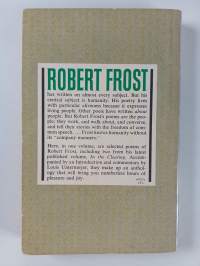 ROBERT FROST
has written on almost every subject. But his
central subject is humanity. His poetry lives
with particular aliveness because it expresses
living people. Other poets have written about
people. But Robert Frost's poems are the peo-
ple; they work, and walk about, and converse,
and tell their stories with the freedom of com-
mon speech. . . . Frost said humanity without
its "company manners."
Here, in one volume, are selected poems of
Robert Frost, including two from his latest
published volume, In the Clearing. Accom-
panied by an Introduction and commentary by
Louis Untermeyer, they make up an antho-
logy that will bring you numberless hours of
pleasure and joy.